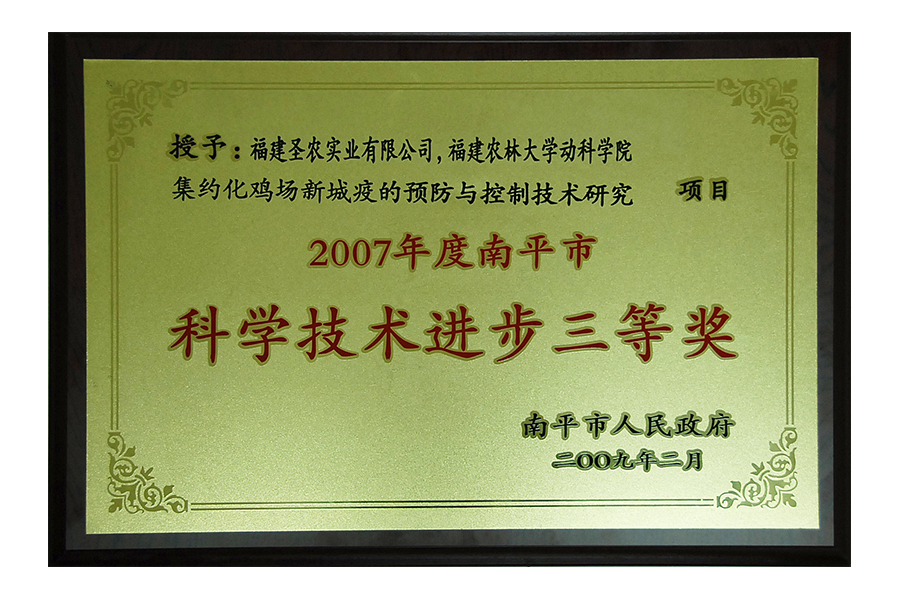 授予：福建圣农实业有限公司，福建农林大学动科学院
集约化鸡场新城疫的预防与控制技术研究 项目
2007年度南平市
科学技术进步三等奖
南平市人民政府
二〇〇九年二月